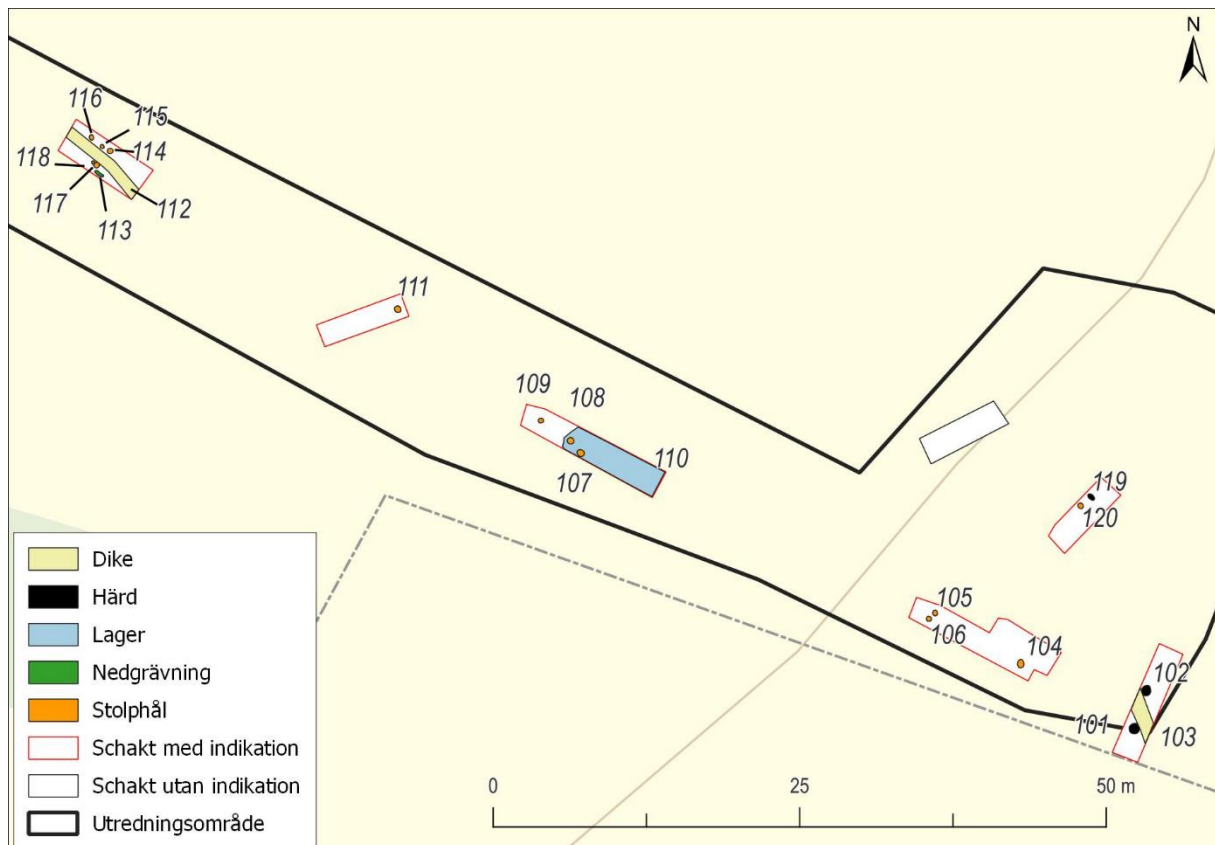 N
116
115
114
118
117
113
112
111
109
108
107
110
119
120
105
106
104
102
101
103
Dike
Härd
Lager
Nedgrävning
Stolphål
Schakt med indikation
Schakt utan indikation
Utredningsområde
0 25 50 m